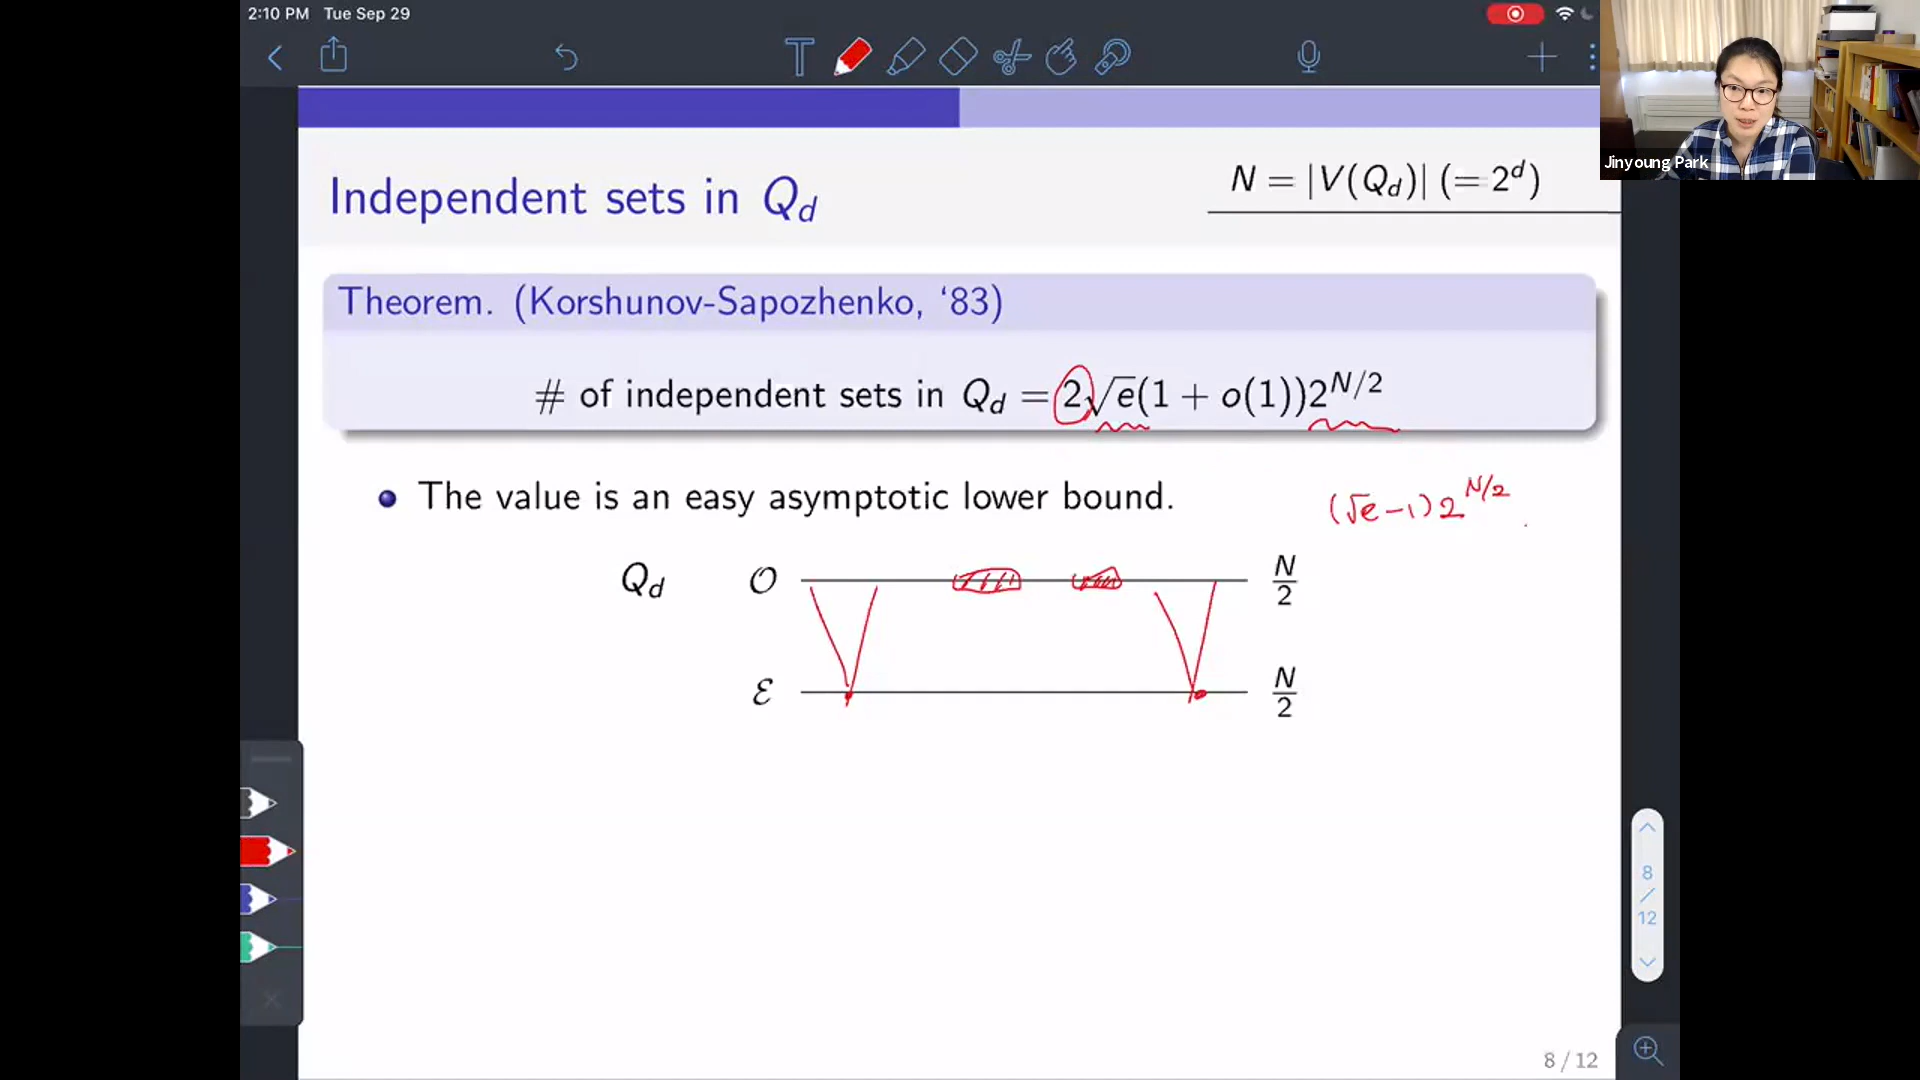 2:10 PM Tue Sep 29
Jinyoung Park
Independent sets in Q_d
N = |V(Q_d)| (= 2^d)
Theorem. (Korshunov-Sapozhenko, ‘83)
# of independent sets in Q_d = 2√e(1 + o(1))2^{N/2}
The value is an easy asymptotic lower bound.
(√e − 1) 2^{N/2}
Q_d O N/2
E N/2
8 / 12
8 / 12